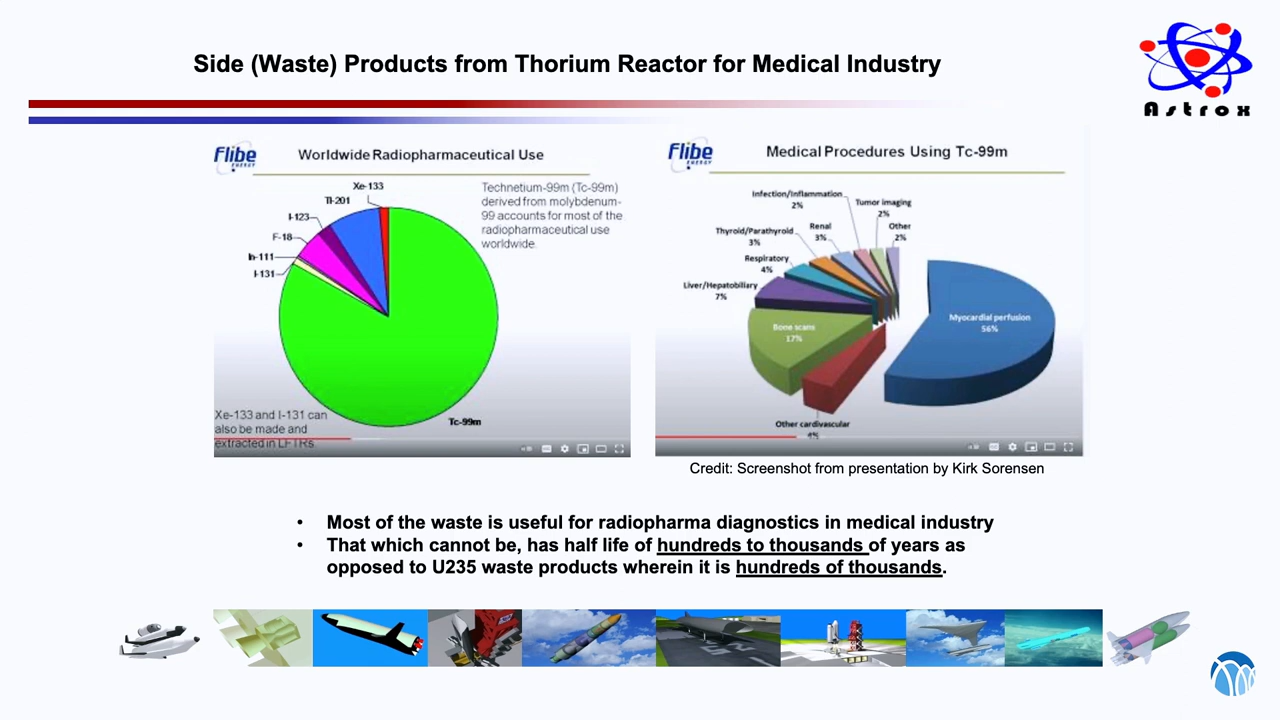 Side (Waste) Products from Thorium Reactor for Medical Industry
Astrox
Flibe
ENERGY
Worldwide Radiopharmaceutical Use
Xe-133
Tl-201
I-123
F-18
In-111
I-131
Technetium-99m (Tc-99m)
derived from molybdenum-
99 accounts for most of the
radiopharmaceutical use
worldwide.
Tc-99m
Xe-133 and I-131 can
also be made and
extracted in LFTRs.
Flibe
ENERGY
Medical Procedures Using Tc-99m
Infection/Inflammation
2%
Tumor imaging
2%
Thyroid/Parathyroid
3%
Renal
3%
Other
2%
Respiratory
4%
Liver/Hepatobiliary
7%
Bone scans
17%
Myocardial perfusion
56%
Other cardiovascular
4%
Credit: Screenshot from presentation by Kirk Sorensen
• Most of the waste is useful for radiopharma diagnostics in medical industry
• That which cannot be, has half life of hundreds to thousands of years as
opposed to U235 waste products wherein it is hundreds of thousands.